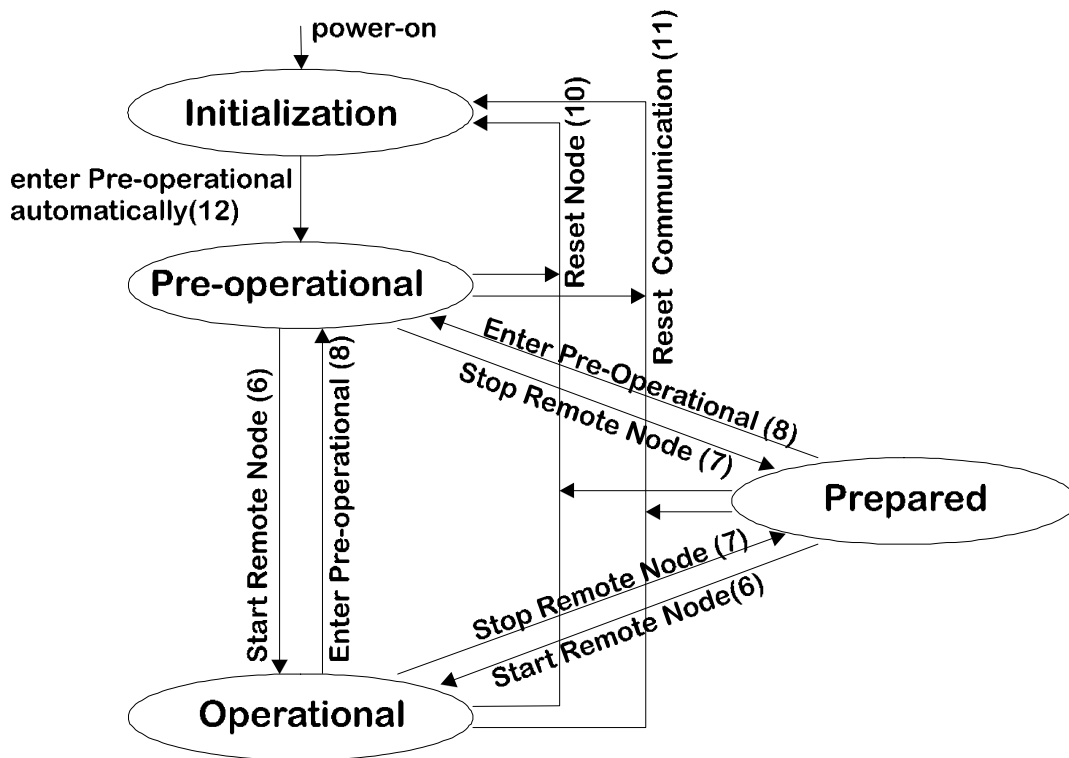 power-on
Initialization
enter Pre-operational
automatically(12)
Reset Node (10)
Reset Communication (11)
Pre-operational
Enter Pre-Operational (8)
Stop Remote Node (7)
Start Remote Node (6)
Enter Pre-operational (8)
Prepared
Stop Remote Node (7)
Start Remote Node(6)
Operational